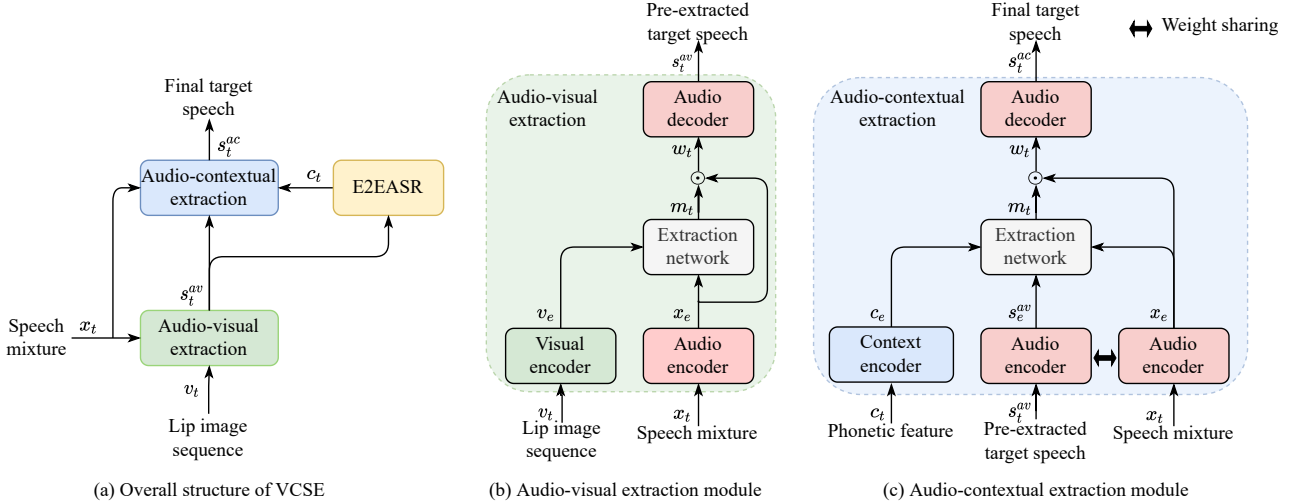 Final target
speech
s_t^{ac}
Audio-contextual
extraction
c_t
E2EASR
s_t^{av}
Speech
mixture
x_t
Audio-visual
extraction
v_t
Lip image
sequence
(a) Overall structure of VCSE
Pre-extracted
target speech
s_t^{av}
Audio-visual
extraction
Audio
decoder
w_t
⊙
m_t
Extraction
network
v_e
x_e
Visual
encoder
Audio
encoder
v_t
x_t
Lip image
sequence
Speech mixture
(b) Audio-visual extraction module
Final target
speech
Weight sharing
s_t^{ac}
Audio-contextual
extraction
Audio
decoder
w_t
⊙
m_t
Extraction
network
c_e
s_e^{av}
x_e
Context
encoder
Audio
encoder
Audio
encoder
c_t
s_t^{av}
x_t
Phonetic feature
Pre-extracted
target speech
Speech mixture
(c) Audio-contextual extraction module